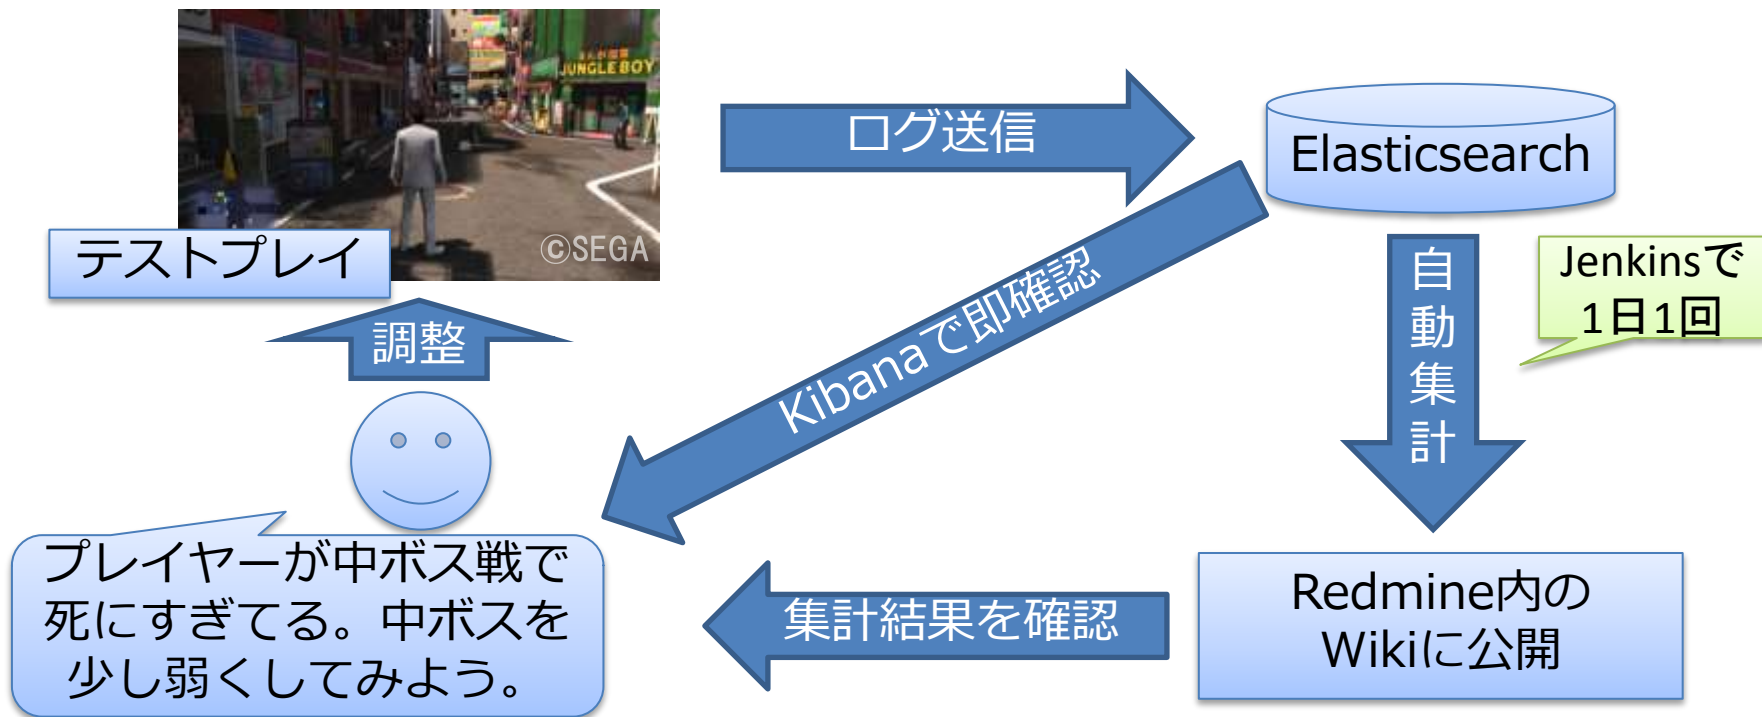 JUNGLE BOY
©SEGA
テストプレイ
ログ送信
Elasticsearch
Jenkinsで
1日1回
自動集計
Kibanaで即確認
調整
プレイヤーが中ボス戦で
死にすぎてる。中ボスを
少し弱くしてみよう。
集計結果を確認
Redmine内の
Wikiに公開